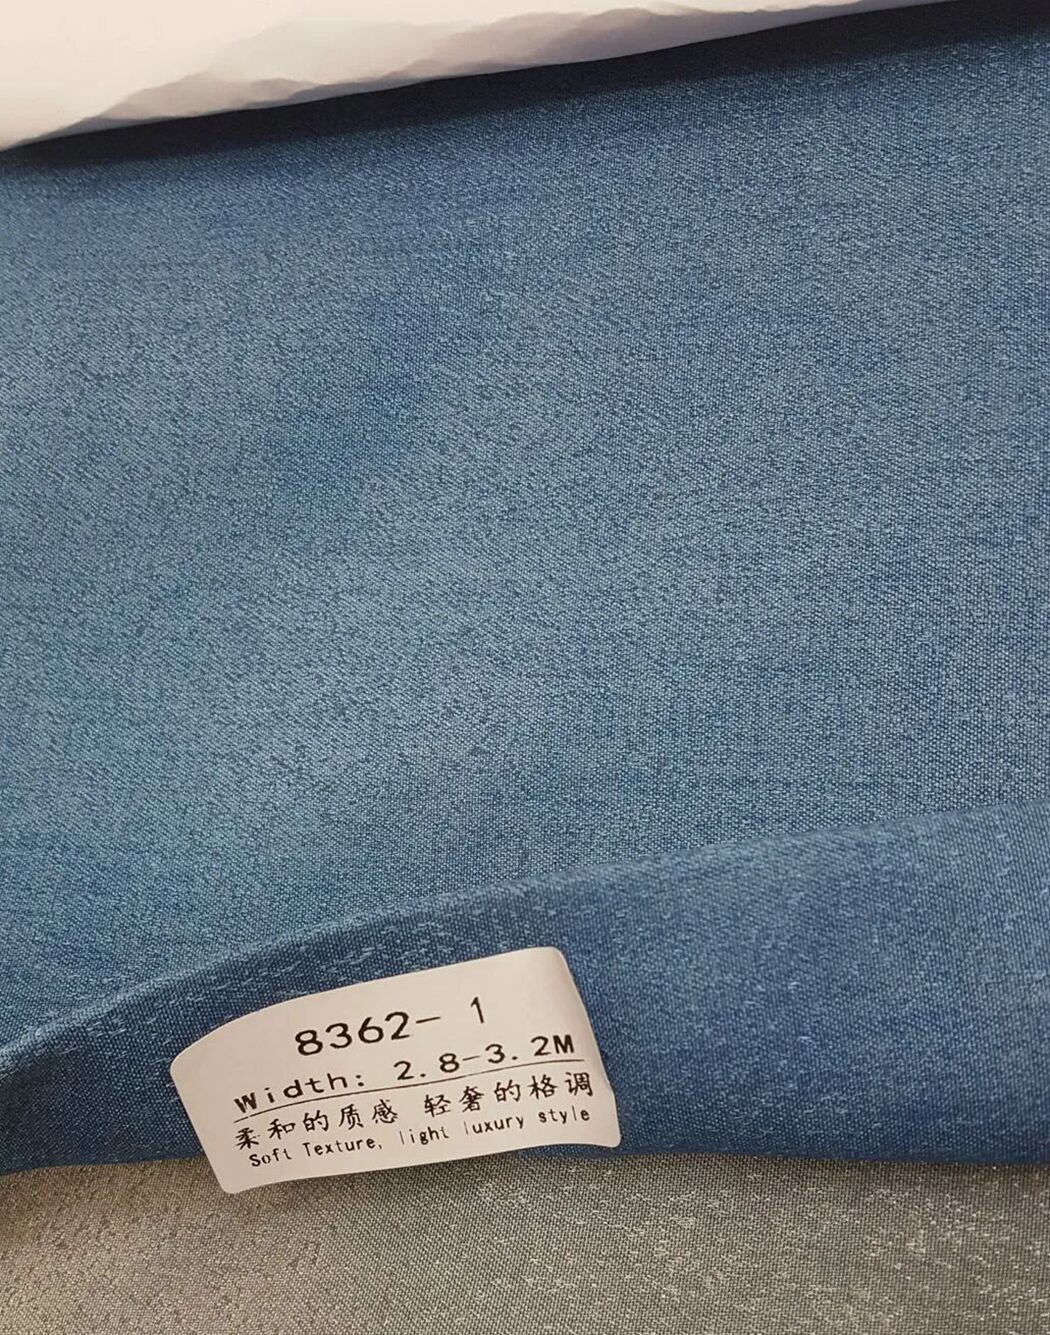 8362- 1
Width: 2.8-3.2M
柔和的质感 轻奢的格调
Soft Texture, light luxury style